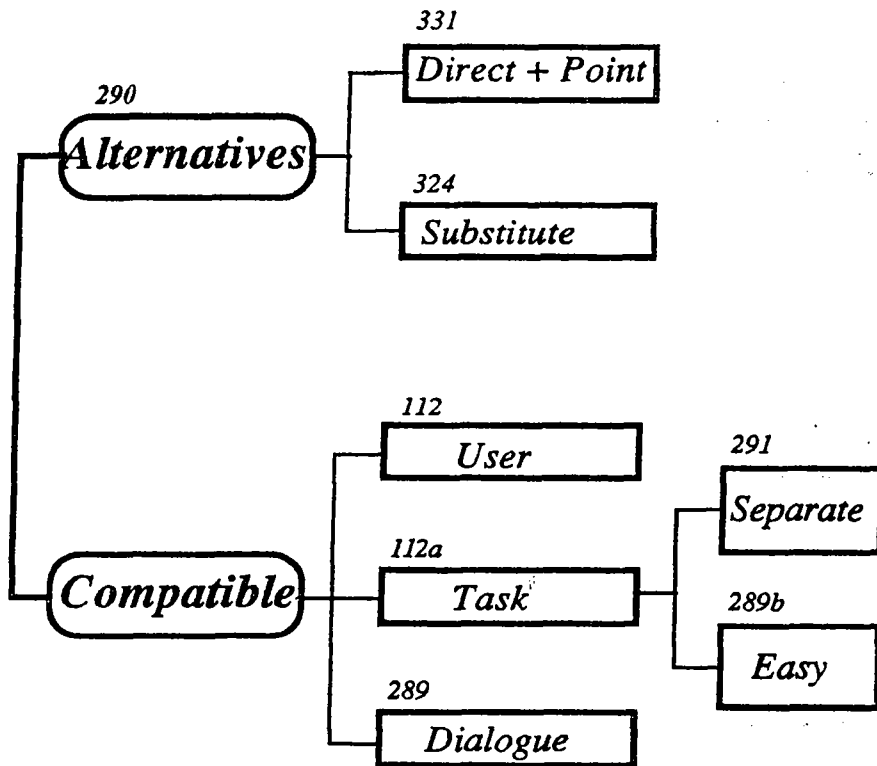 331
Direct + Point
290
Alternatives
324
Substitute
112
User
291
Separate
112a
Compatible
Task
289b
Easy
289
Dialogue